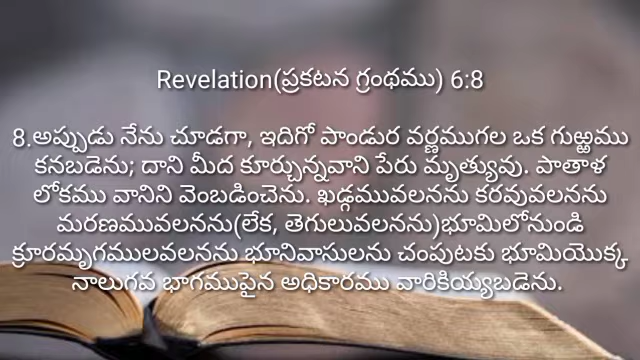 Revelation(ప్రకటన గ్రంథము) 6:8
8.అప్పుడు నేను చూడగా, ఇదిగో పాండుర వర్ణముగల ఒక గుఱ్ఱము
కనబడెను; దాని మీద కూర్చున్నవాని పేరు మృత్యువు. పాతాళ
లోకము వానిని వెంబడించెను. ఖడ్గమువలనను కరవువలనను
మరణమువలనను(లేక, తెగులువలనను)భూమిలోనుండి
క్రూరమృగములవలనను భూనివాసులను చంపుటకు భూమియొక్క
నాలుగవ భాగముపైన అధికారము వారికియ్యబడెను.